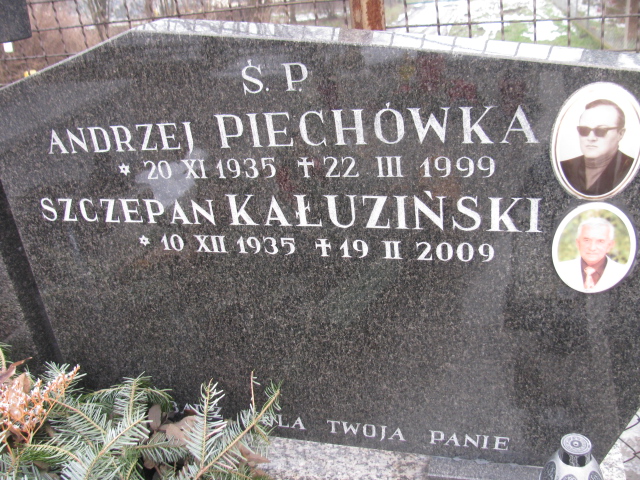 Ś. P.
ANDRZEJ PIECHÓWKA
* 20 XI 1935 † 22 III 1999
SZCZEPAN KAŁUZIŃSKI
* 10 XII 1935 † 19 II 2009
TWOJA PANIE